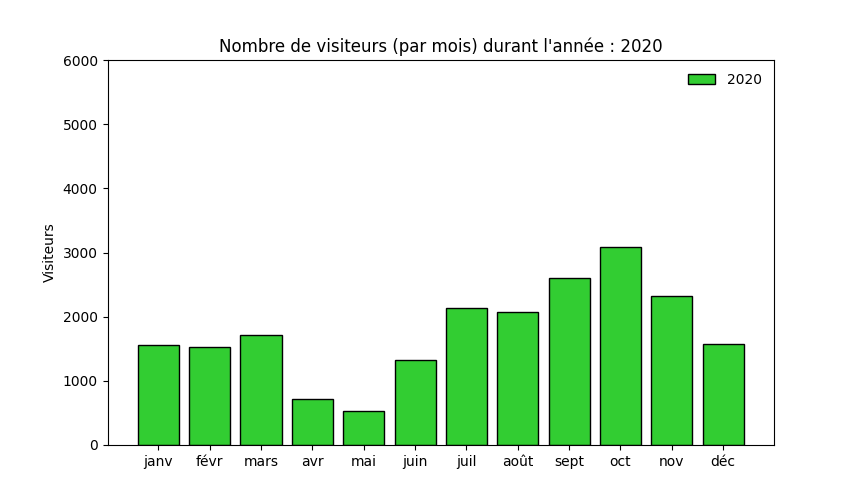 Nombre de visiteurs (par mois) durant l'année : 2020
2020
6000
5000
4000
3000
2000
1000
0
Visiteurs
janv févr mars avr mai juin juil août sept oct nov déc